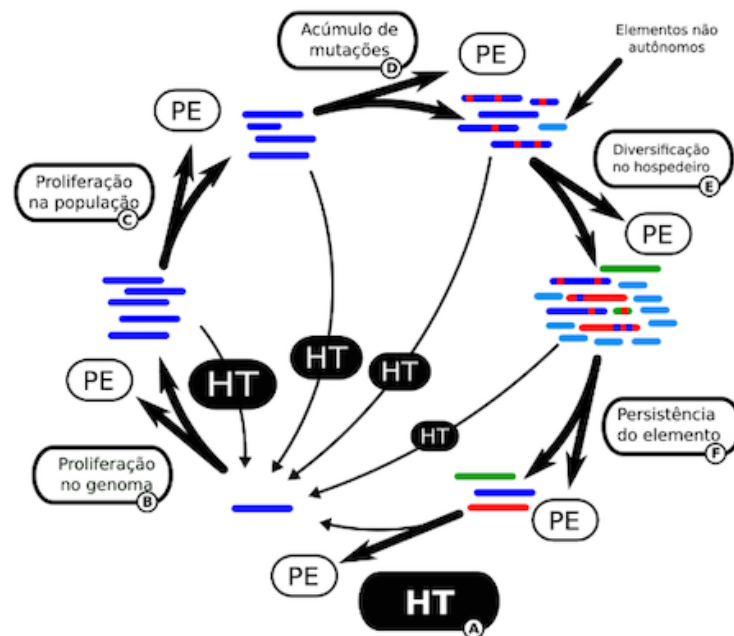 Acúmulo de
mutações
D
PE
Elementos não
autônomos
PE
Diversificação
no hospedeiro
E
Proliferação
na população
C
PE
HT
HT
HT
HT
PE
Persistência
do elemento
F
Proliferação
no genoma
B
PE
PE
HT
A